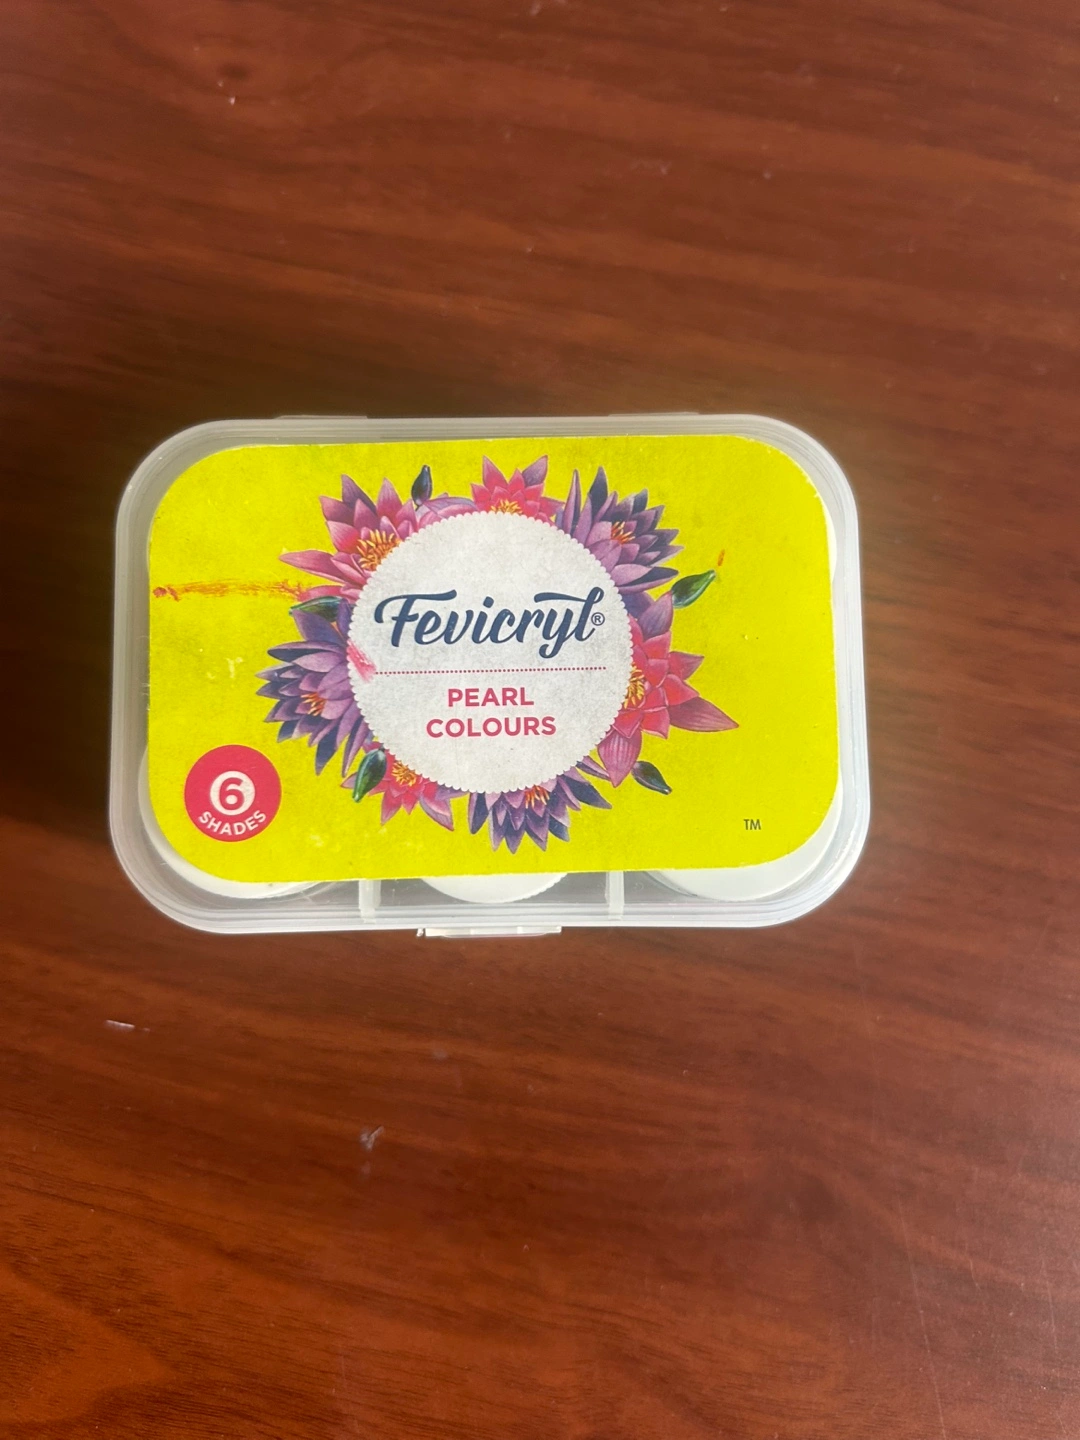 Fevicryl®
PEARL
COLOURS
6
SHADES
TM